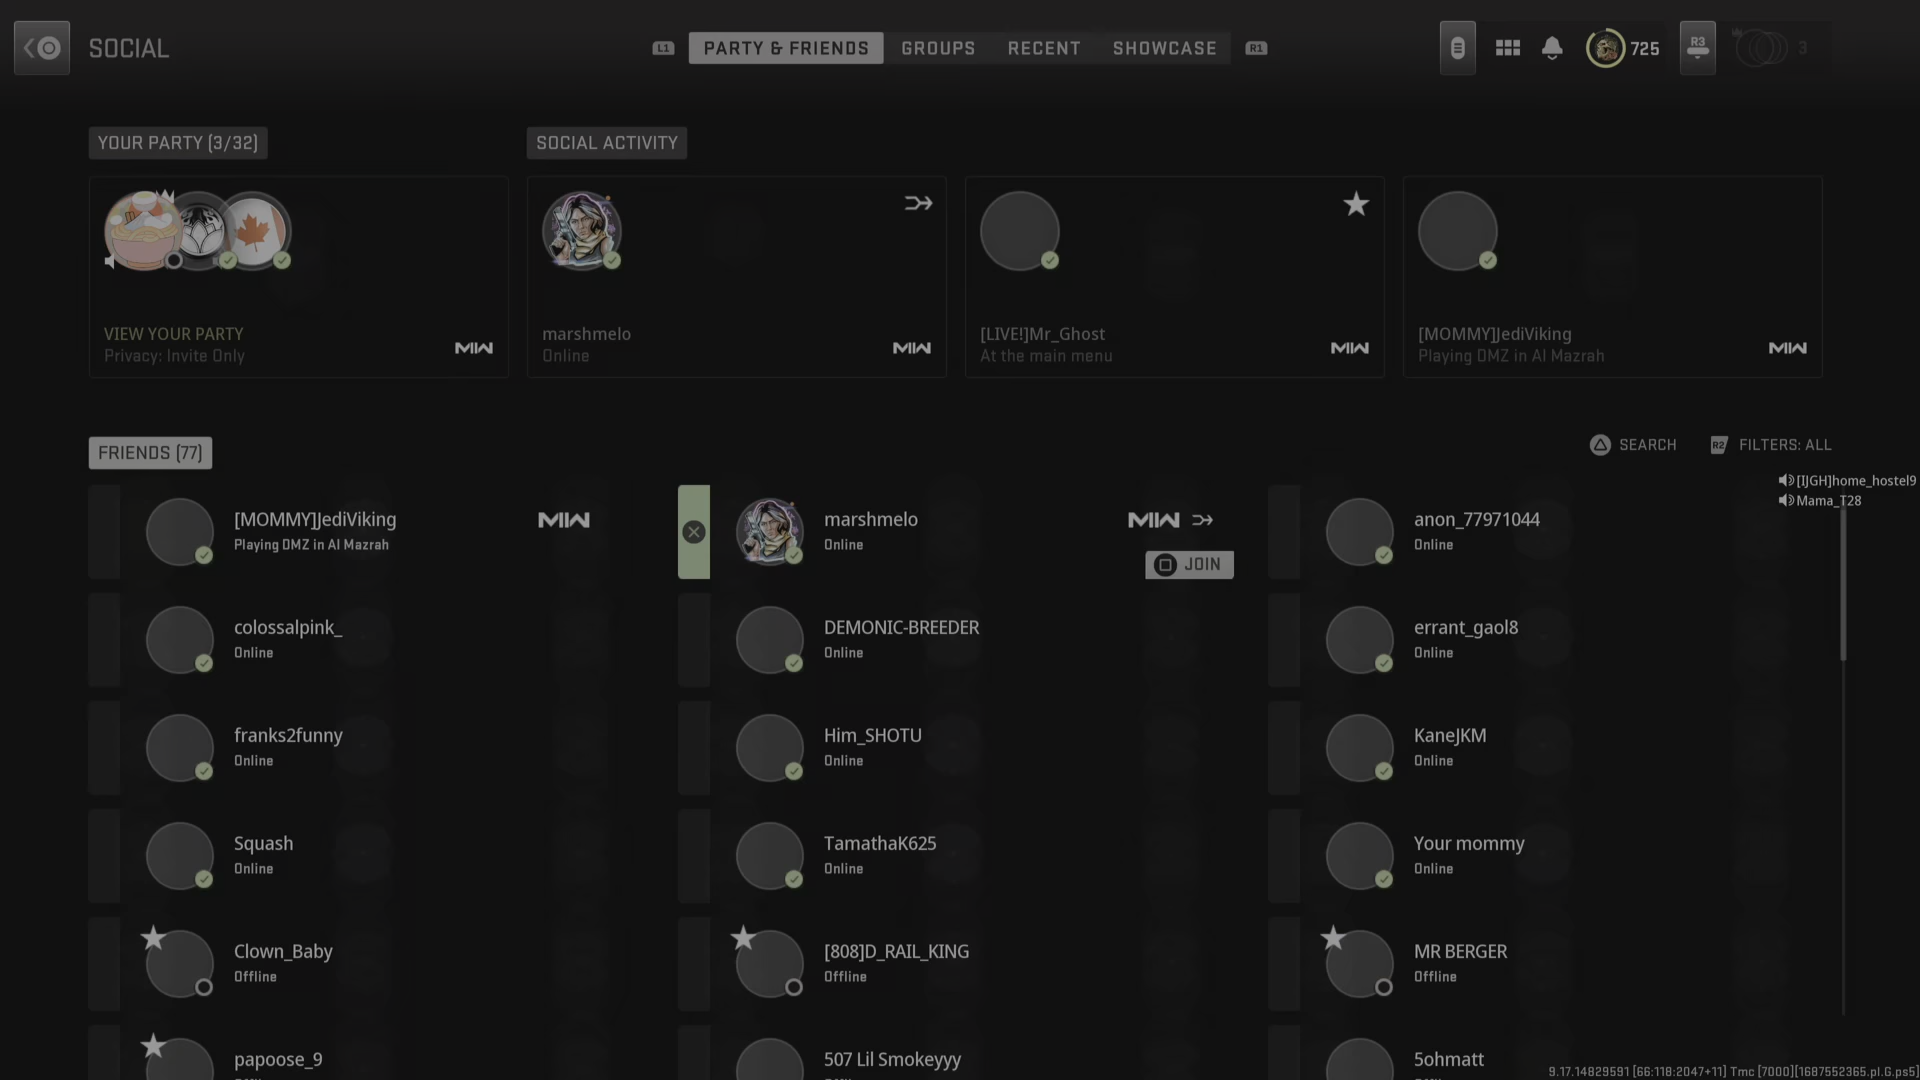 SOCIAL
L1
PARTY & FRIENDS
GROUPS
RECENT
SHOWCASE
R1
725
R3
3
YOUR PARTY (3/32)
SOCIAL ACTIVITY
VIEW YOUR PARTY
Privacy: Invite Only
MW
marshmelo
Online
MW
[LIVE!]Mr_Ghost
At the main menu
MW
[MOMMY]JediViking
Playing DMZ in Al Mazrah
MW
FRIENDS (77)
SEARCH
R2
FILTERS: ALL
[IJGH]home_hostel9
Mama_T28
[MOMMY]JediViking
Playing DMZ in Al Mazrah
MW
marshmelo
Online
MW
JOIN
anon_77971044
Online
colossalpink_
Online
DEMONIC-BREEDER
Online
errant_gaol8
Online
franks2funny
Online
Him_SHOTU
Online
KaneJKM
Online
Squash
Online
TamathaK625
Online
Your mommy
Online
Clown_Baby
Offline
[808]D_RAIL_KING
Offline
MR BERGER
Offline
papoose_9
507 Lil Smokeyyy
5ohmatt
9.17.14829591 [66:118:2047+11] Tmc [7000][1687552365.pl.G.ps5]